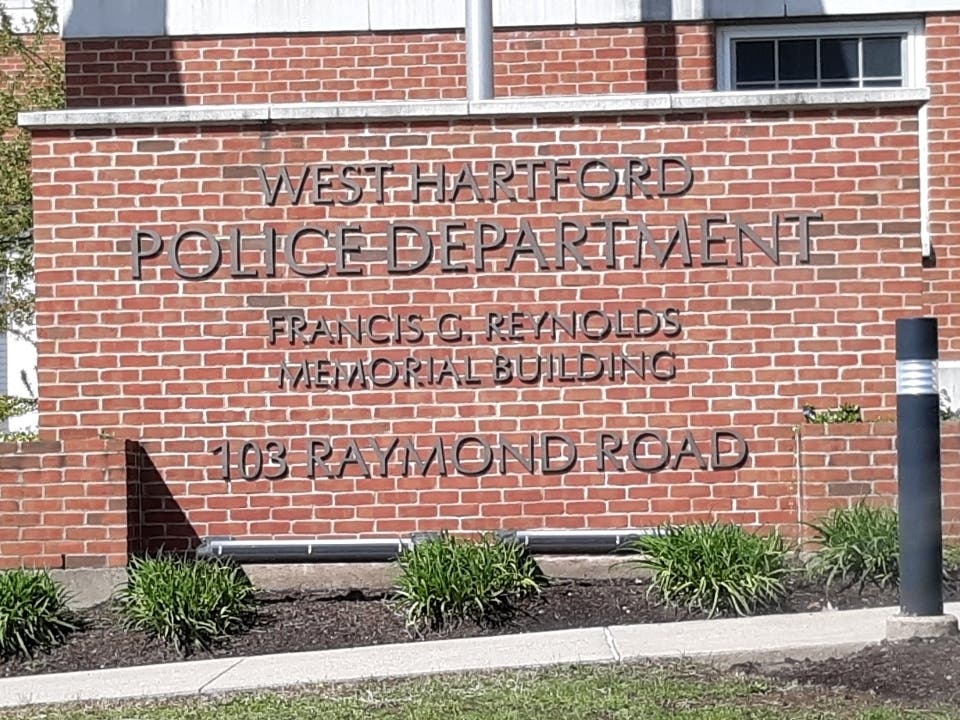 WEST HARTFORD
POLICE DEPARTMENT
FRANCIS G. REYNOLDS
MEMORIAL BUILDING
103 RAYMOND ROAD